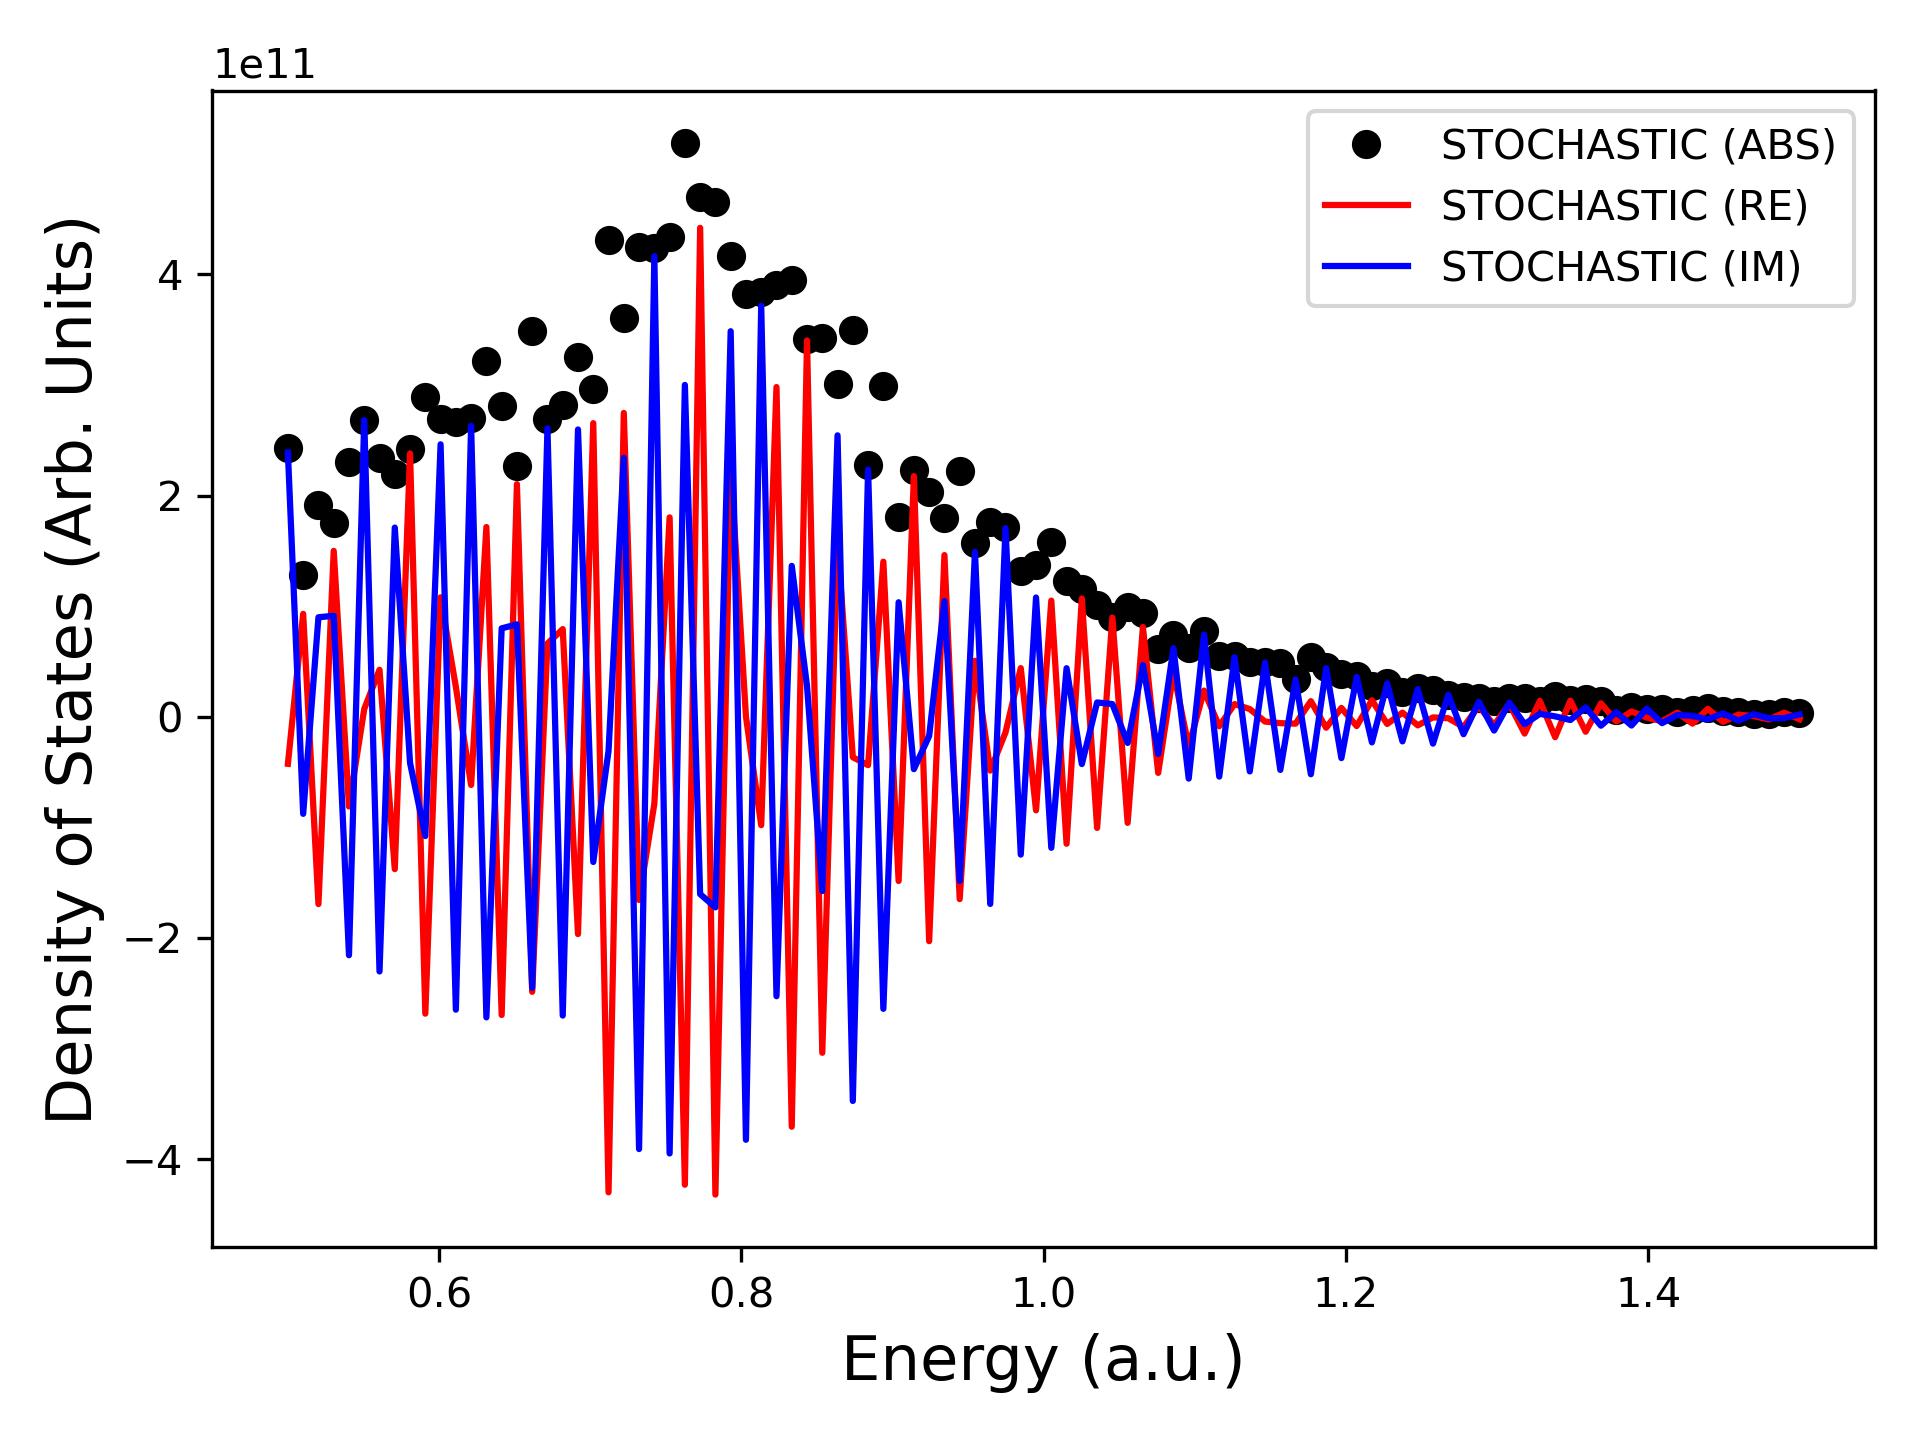 1e11
STOCHASTIC (ABS)
STOCHASTIC (RE)
STOCHASTIC (IM)
Density of States (Arb. Units)
4
2
0
−2
−4
0.6 0.8 1.0 1.2 1.4
Energy (a.u.)